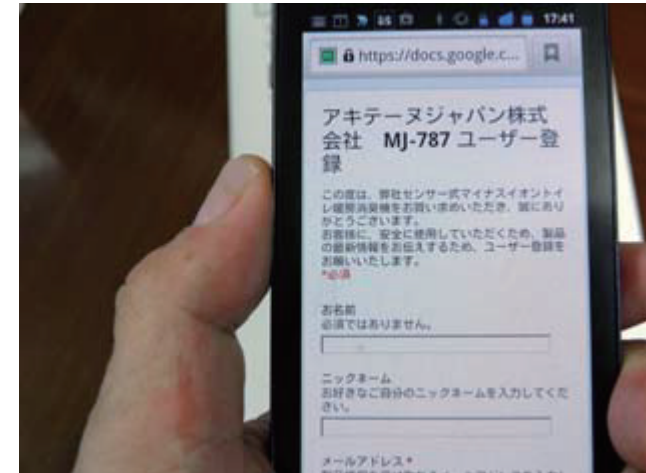 17:41
https://docs.google.c...
アキテーヌジャパン株式
会社 MJ-787 ユーザー登
録
この度は、弊社センサー式マイナスイオントイ
レ暖房消臭機をお買い求めいただき、誠にあり
がとうございます。
お客様に、安全に使用していただくため、製品
の最新情報をお伝えするため、ユーザー登録を
お願いいたします。
*必須
お名前
必須ではありません。
ニックネーム
お好きなご自分のニックネームを入力してくだ
さい。
メールアドレス*